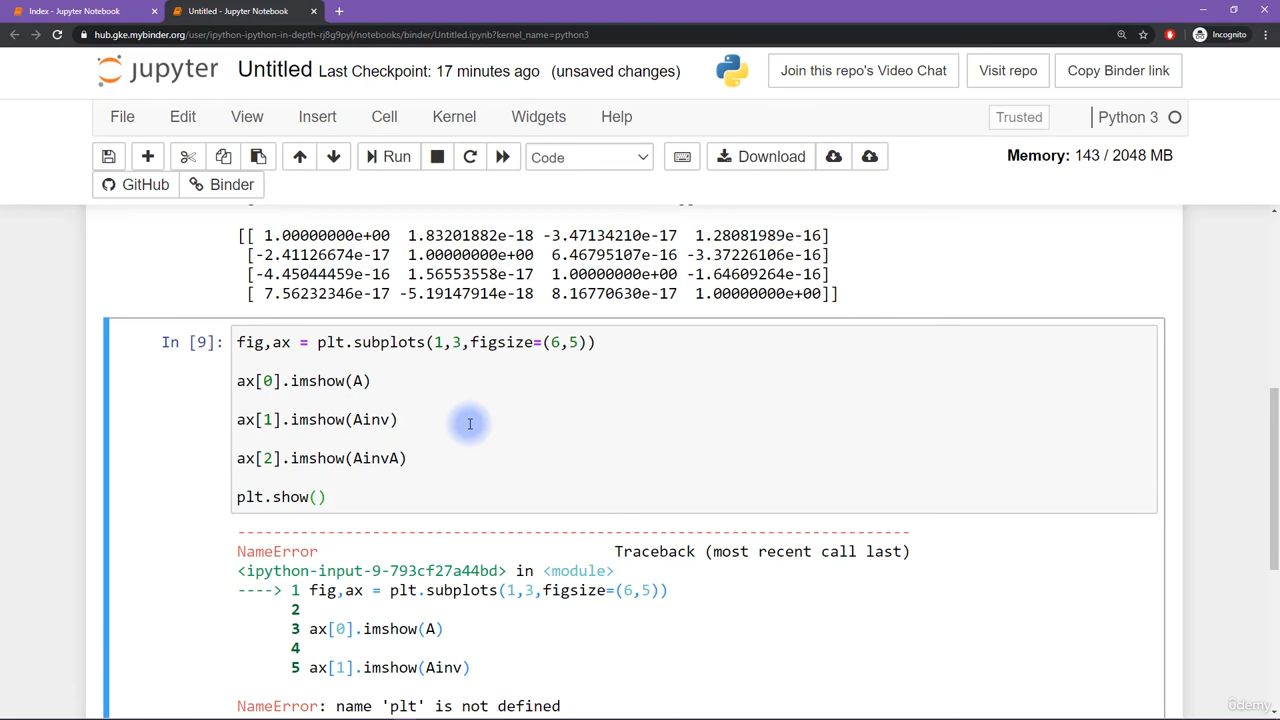 Index - Jupyter Notebook
Untitled - Jupyter Notebook
hub.gke.mybinder.org/user/ipython-ipython-in-depth-rj8g9pyl/notebooks/binder/Untitled.ipynb?kernel_name=python3
Incognito
jupyter Untitled Last Checkpoint: 17 minutes ago (unsaved changes)
Join this repo's Video Chat Visit repo Copy Binder link
File Edit View Insert Cell Kernel Widgets Help Trusted Python 3
Run Code Download Memory: 143 / 2048 MB
GitHub Binder
[[ 1.00000000e+00 1.83201882e-18 -3.47134210e-17 1.28081989e-16]
[-2.41126674e-17 1.00000000e+00 6.46795107e-16 -3.37226106e-16]
[-4.45044459e-16 1.56553558e-17 1.00000000e+00 -1.64609264e-16]
[ 7.56232346e-17 -5.19147914e-18 8.16770630e-17 1.00000000e+00]]
In [9]: fig,ax = plt.subplots(1,3,figsize=(6,5))
ax[0].imshow(A)
ax[1].imshow(Ainv)
ax[2].imshow(AinvA)
plt.show()
---------------------------------------------------------------------------
NameError Traceback (most recent call last)
<ipython-input-9-793cf27a44bd> in <module>
----> 1 fig,ax = plt.subplots(1,3,figsize=(6,5))
2
3 ax[0].imshow(A)
4
5 ax[1].imshow(Ainv)
NameError: name 'plt' is not defined
ûdemy